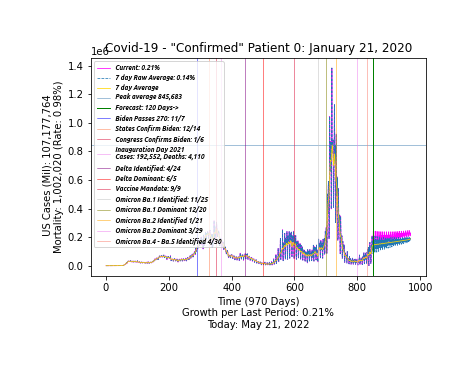 Covid-19 - "Confirmed" Patient 0: January 21, 2020
1e6
US Cases (Mil): 107,177,764
Mortality: 1,002,020 (Rate: 0.98%)
1.4
1.2
1.0
0.8
0.6
0.4
0.2
0.0
Current: 0.21%
7 day Raw Average: 0.14%
7 day Average
Peak average 845,683
Forecast: 120 Days->
Biden Passes 270: 11/7
States Confirm Biden: 12/14
Congress Confirms Biden: 1/6
Inauguration Day 2021
Cases: 192,552, Deaths: 4,110
Delta Identified: 4/24
Delta Dominant: 6/5
Vaccine Mandate: 9/9
Omicron Ba.1 Identified: 11/25
Omicron Ba.1 Dominant 12/20
Omicron Ba.2 Identified 1/21
Omicron Ba.2 Dominant 3/29
Omicron Ba.4 - Ba.5 Identified 4/30
0
200
400
600
800
1000
Time (970 Days)
Growth per Last Period: 0.21%
Today: May 21, 2022